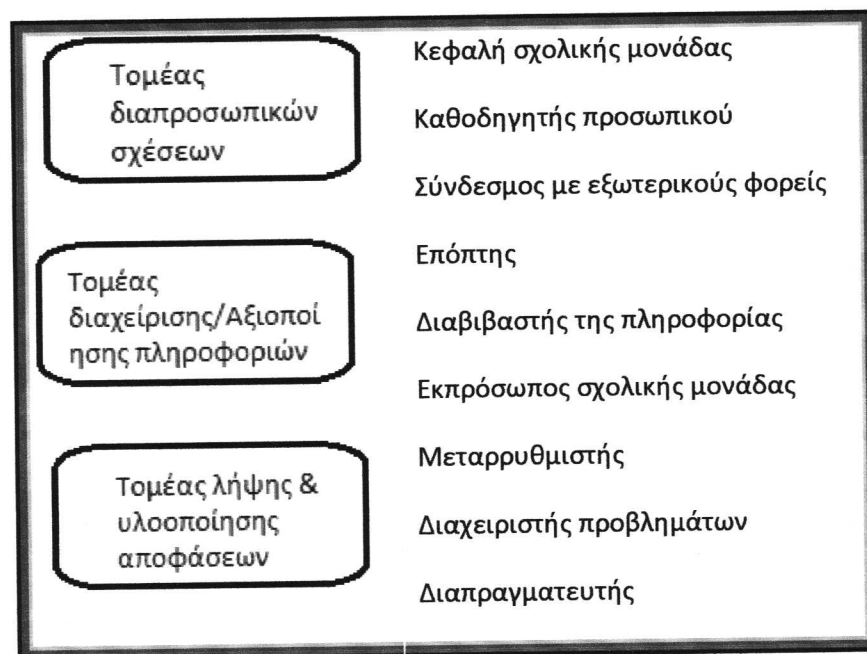 Τομέας
διαπροσωπικών
σχέσεων
Κεφαλή σχολικής μονάδας
Καθοδηγητής προσωπικού
Σύνδεσμος με εξωτερικούς φορείς
Τομέας
διαχείρισης/Αξιοποί
ησης πληροφοριών
Επόπτης
Διαβιβαστής της πληροφορίας
Εκπρόσωπος σχολικής μονάδας
Τομέας λήψης &
υλοοποίησης
αποφάσεων
Μεταρρυθμιστής
Διαχειριστής προβλημάτων
Διαπραγματευτής